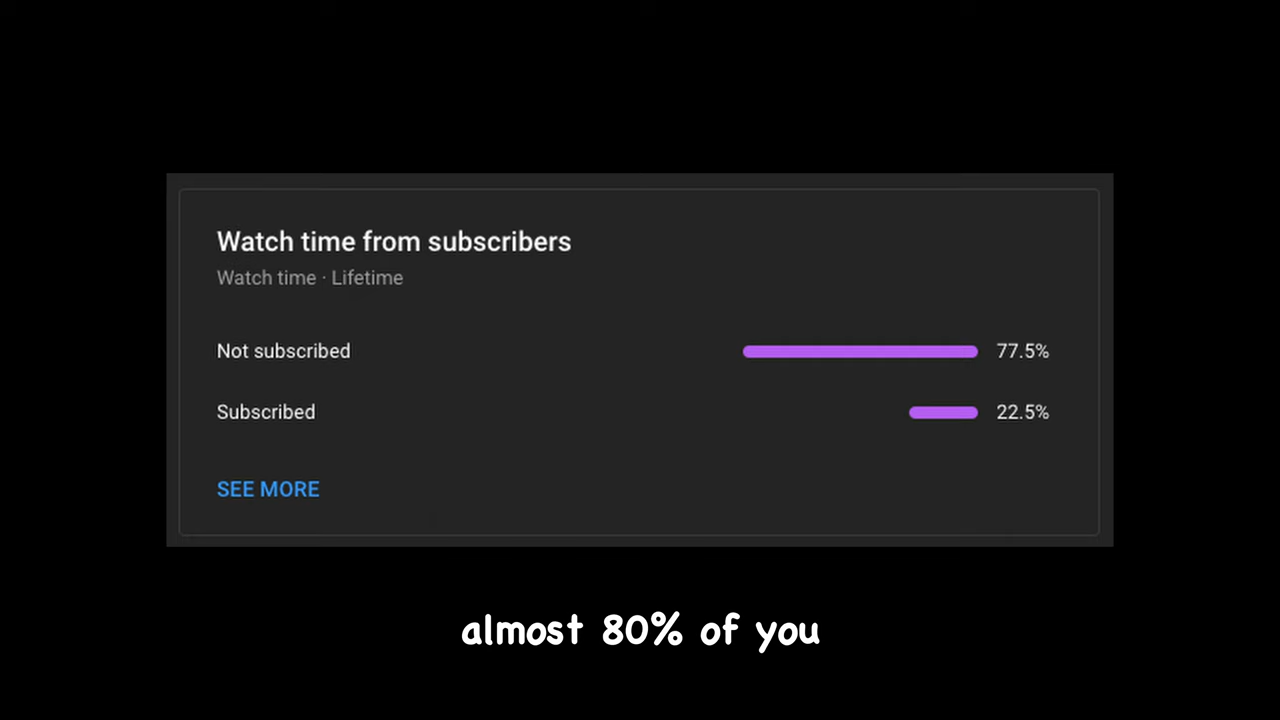 Watch time from subscribers
Watch time · Lifetime
Not subscribed 77.5%
Subscribed 22.5%
SEE MORE
almost 80% of you